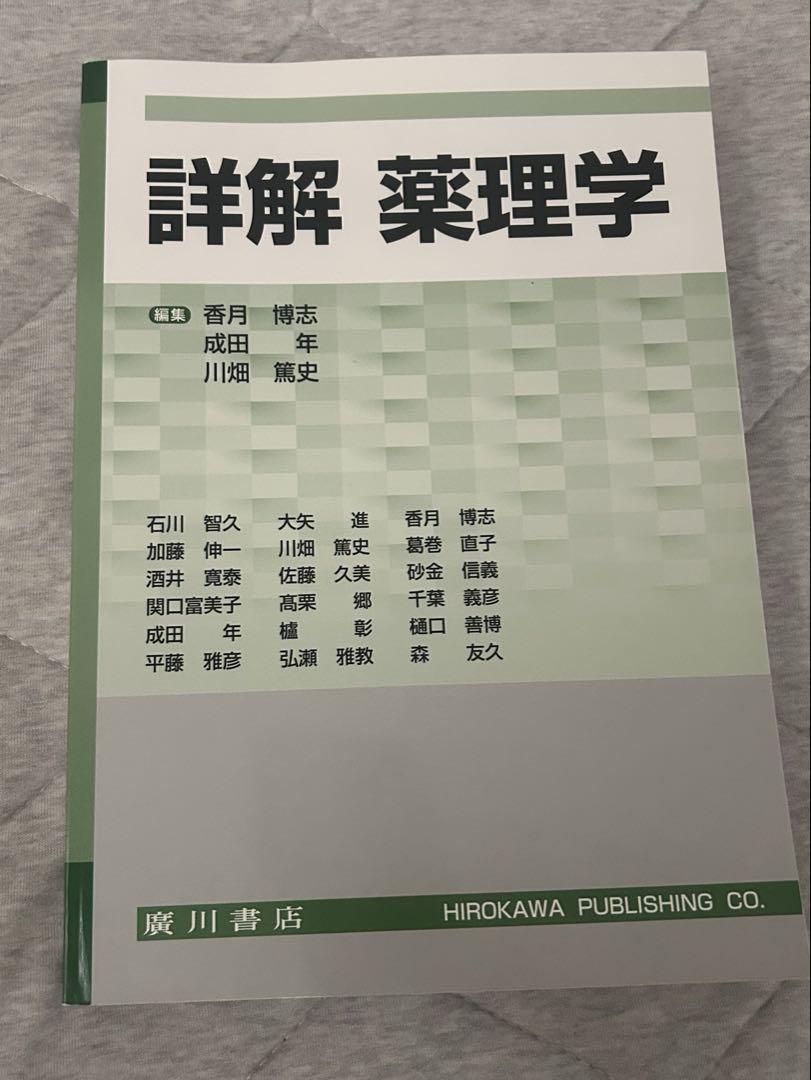 詳解 薬理学
編集 香月 博志
成田 年
川畑 篤史
石川 智久 大矢 進 香月 博志
加藤 伸一 川畑 篤史 葛巻 直子
酒井 寛泰 佐藤 久美 砂金 信義
関口富美子 髙栗 郷 千葉 義彦
成田 年 櫨 彰 樋口 善博
平藤 雅彦 弘瀬 雅教 森 友久
廣川書店 HIROKAWA PUBLISHING CO.